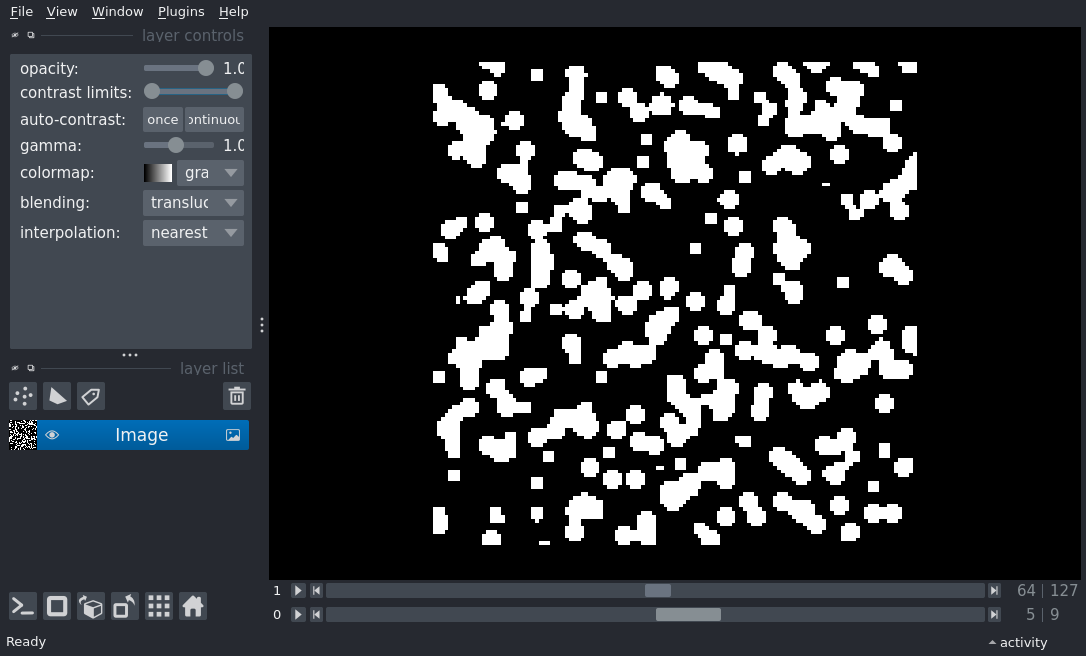 File View Window Plugins Help
layer controls
opacity: 1.0
contrast limits:
auto-contrast: once ontinuou
gamma: 1.0
colormap: gra
blending: transluc
interpolation: nearest
layer list
Image
1 64 | 127
0 5 | 9
Ready activity